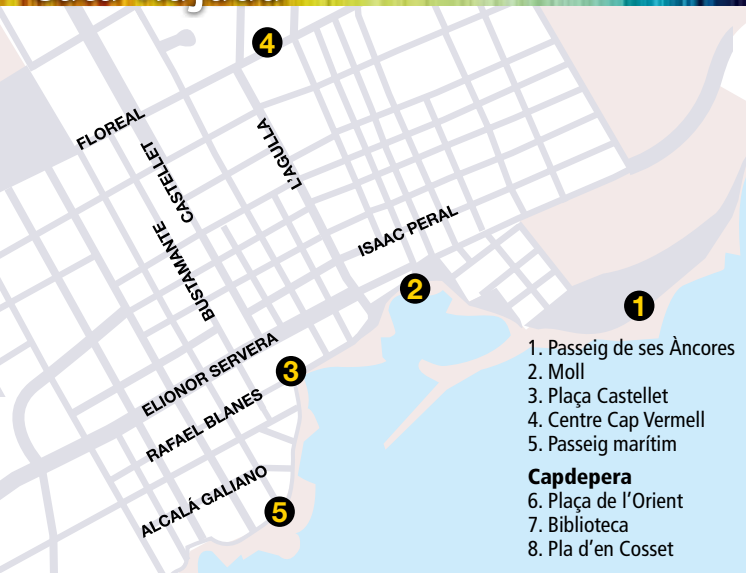 4
FLOREAL
CASTELLET
L'AGULLA
BUSTAMANTE
ISAAC PERAL
2
1
ELIONOR SERVERA
3
RAFAEL BLANES
ALCALÁ GALIANO
5
1. Passeig de ses Àncores
2. Moll
3. Plaça Castellet
4. Centre Cap Vermell
5. Passeig marítim
Capdepera
6. Plaça de l'Orient
7. Biblioteca
8. Pla d'en Cosset